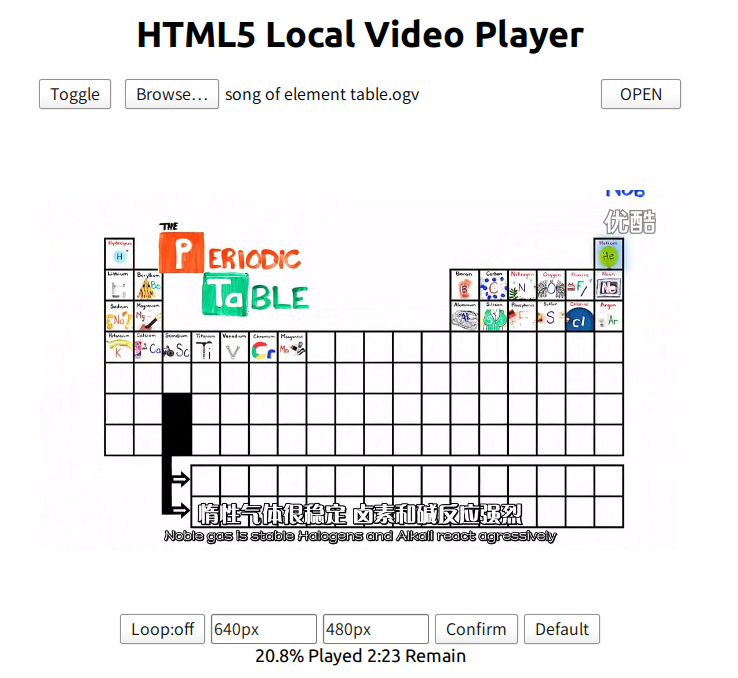 HTML5 Local Video Player
Toggle Browse... song of element table.ogv OPEN
优酷
THE
PERIODIC
TABLE
Hydrogen Helium
H He
Lithium Beryllium Boron Carbon Nitrogen Oxygen Fluorine Neon
Be B C N O F Ne
Sodium Magnesium Aluminum Silicon Sulfur Chlorine Argon
Na Mg Al S Cl Ar
Potassium Calcium Scandium Titanium Vanadium Chromium Manganese
K Ca Sc Ti V Cr Mn
惰性气体很稳定 卤素和碱反应强烈
Noble gas is stable Halogens and Alkali react agressively
Loop:off 640px 480px Confirm Default
20.8% Played 2:23 Remain